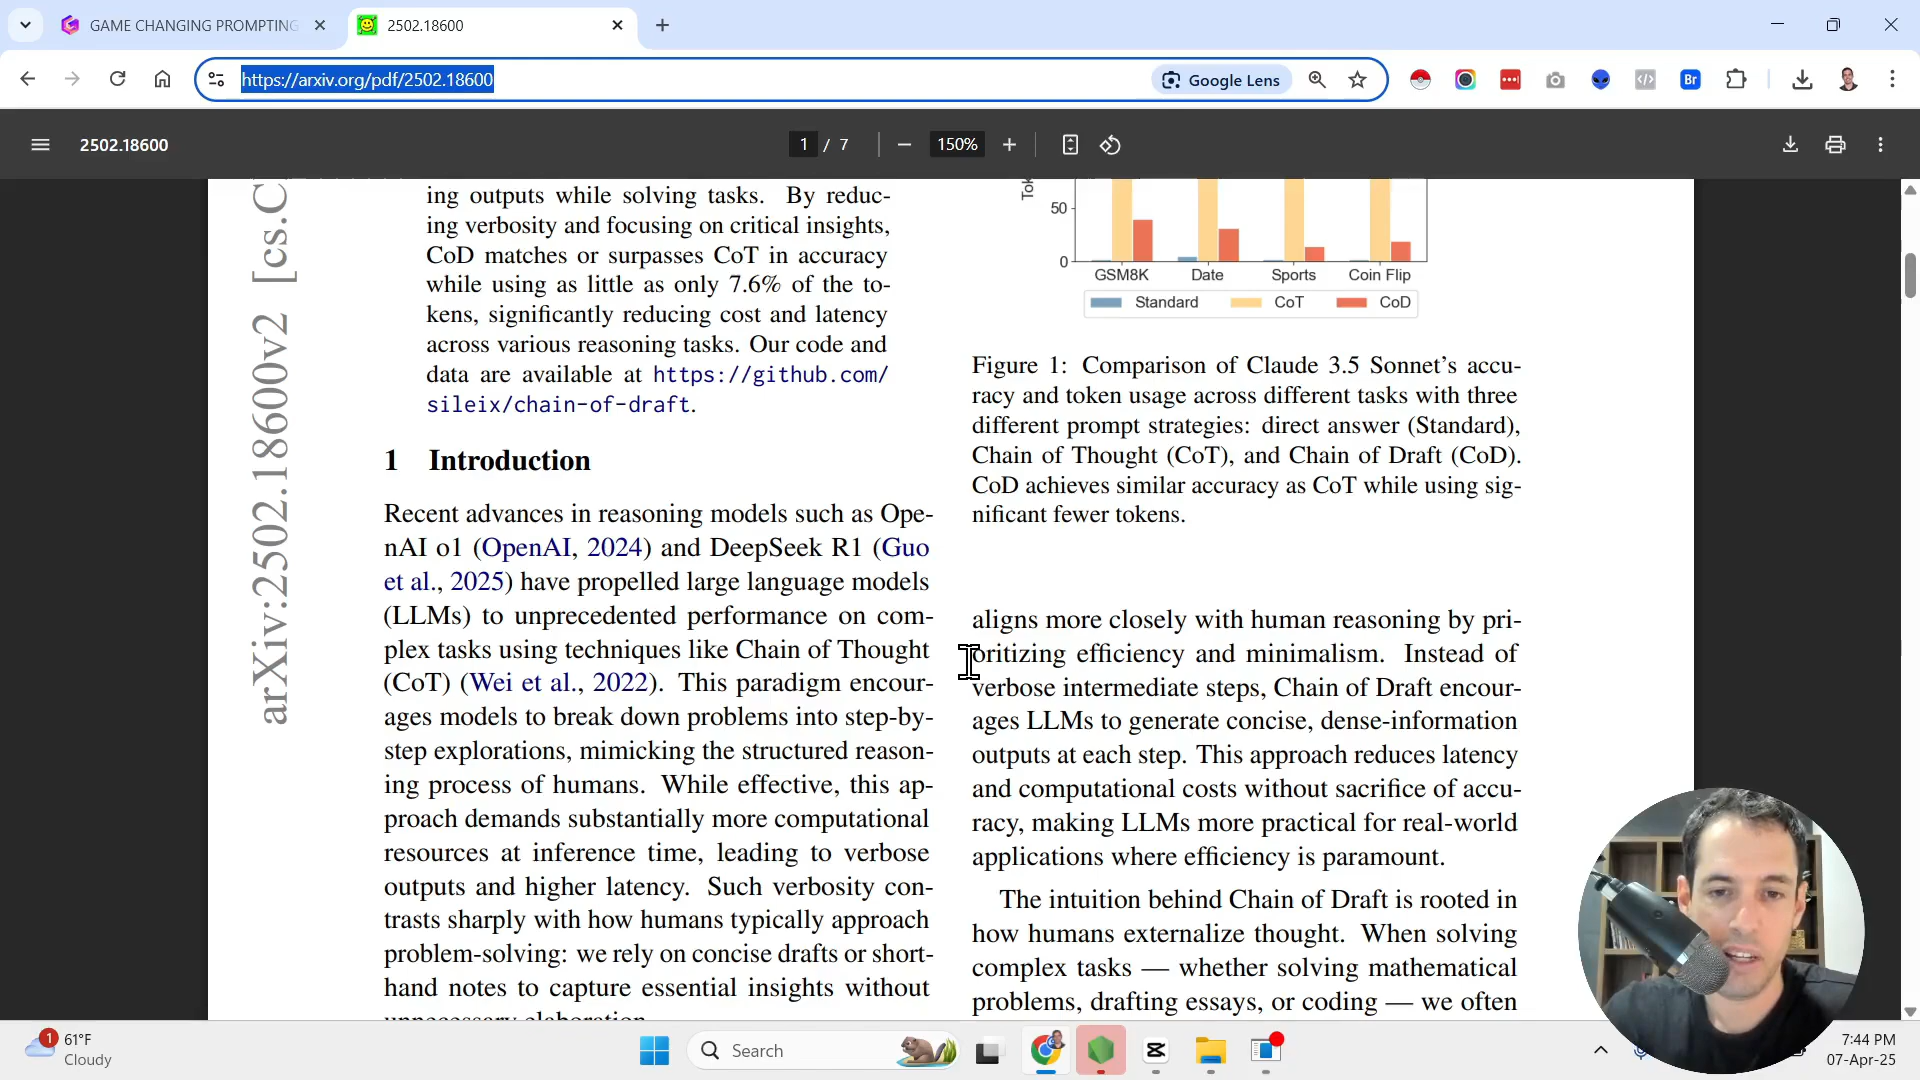 GAME CHANGING PROMPTING
2502.18600
https://arxiv.org/pdf/2502.18600
Google Lens
Br
2502.18600
1 / 7
150%
arXiv:2502.18600v2 [cs.C
ing outputs while solving tasks. By reduc-
ing verbosity and focusing on critical insights,
CoD matches or surpasses CoT in accuracy
while using as little as only 7.6% of the to-
kens, significantly reducing cost and latency
across various reasoning tasks. Our code and
data are available at https://github.com/
sileix/chain-of-draft.
1 Introduction
Recent advances in reasoning models such as Ope-
nAI o1 (OpenAI, 2024) and DeepSeek R1 (Guo
et al., 2025) have propelled large language models
(LLMs) to unprecedented performance on com-
plex tasks using techniques like Chain of Thought
(CoT) (Wei et al., 2022). This paradigm encour-
ages models to break down problems into step-by-
step explorations, mimicking the structured reason-
ing process of humans. While effective, this ap-
proach demands substantially more computational
resources at inference time, leading to verbose
outputs and higher latency. Such verbosity con-
trasts sharply with how humans typically approach
problem-solving: we rely on concise drafts or short-
hand notes to capture essential insights without
unnecessary elaboration.
Tok
50
0
GSM8K Date Sports Coin Flip
Standard CoT CoD
Figure 1: Comparison of Claude 3.5 Sonnet's accu-
racy and token usage across different tasks with three
different prompt strategies: direct answer (Standard),
Chain of Thought (CoT), and Chain of Draft (CoD).
CoD achieves similar accuracy as CoT while using sig-
nificant fewer tokens.
aligns more closely with human reasoning by pri-
oritizing efficiency and minimalism. Instead of
verbose intermediate steps, Chain of Draft encour-
ages LLMs to generate concise, dense-information
outputs at each step. This approach reduces latency
and computational costs without sacrifice of accu-
racy, making LLMs more practical for real-world
applications where efficiency is paramount.
The intuition behind Chain of Draft is rooted in
how humans externalize thought. When solving
complex tasks — whether solving mathematical
problems, drafting essays, or coding — we often
1
61°F
Cloudy
Search
7:44 PM
07-Apr-25